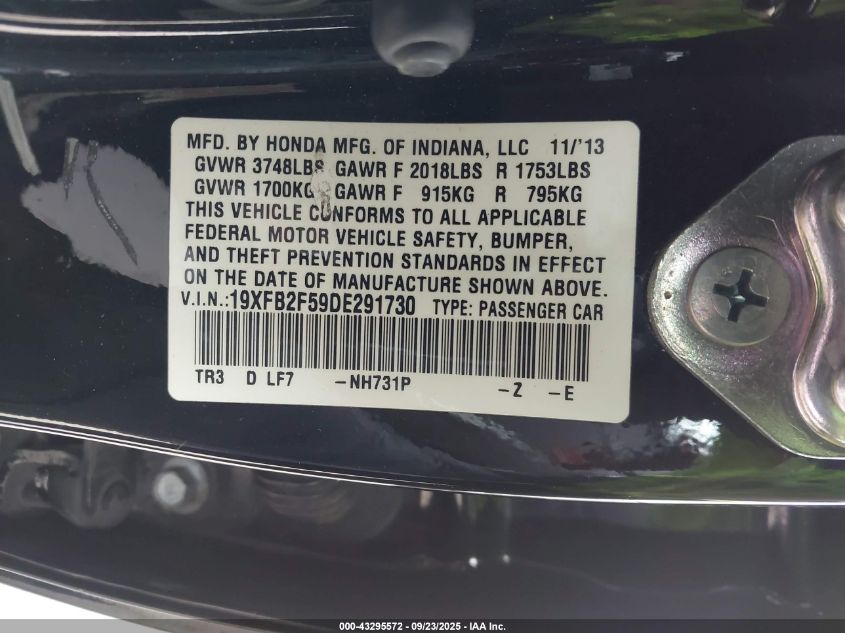 MFD. BY HONDA MFG. OF INDIANA, LLC 11/'13
GVWR 3748LBS GAWR F 2018LBS R 1753LBS
GVWR 1700KG GAWR F 915KG R 795KG
THIS VEHICLE CONFORMS TO ALL APPLICABLE
FEDERAL MOTOR VEHICLE SAFETY, BUMPER,
AND THEFT PREVENTION STANDARDS IN EFFECT
ON THE DATE OF MANUFACTURE SHOWN ABOVE.
V.I.N.:19XFB2F59DE291730 TYPE: PASSENGER CAR
TR3 D LF7 -NH731P -Z -E
000-43295572 - 09/23/2025 - IAA Inc.